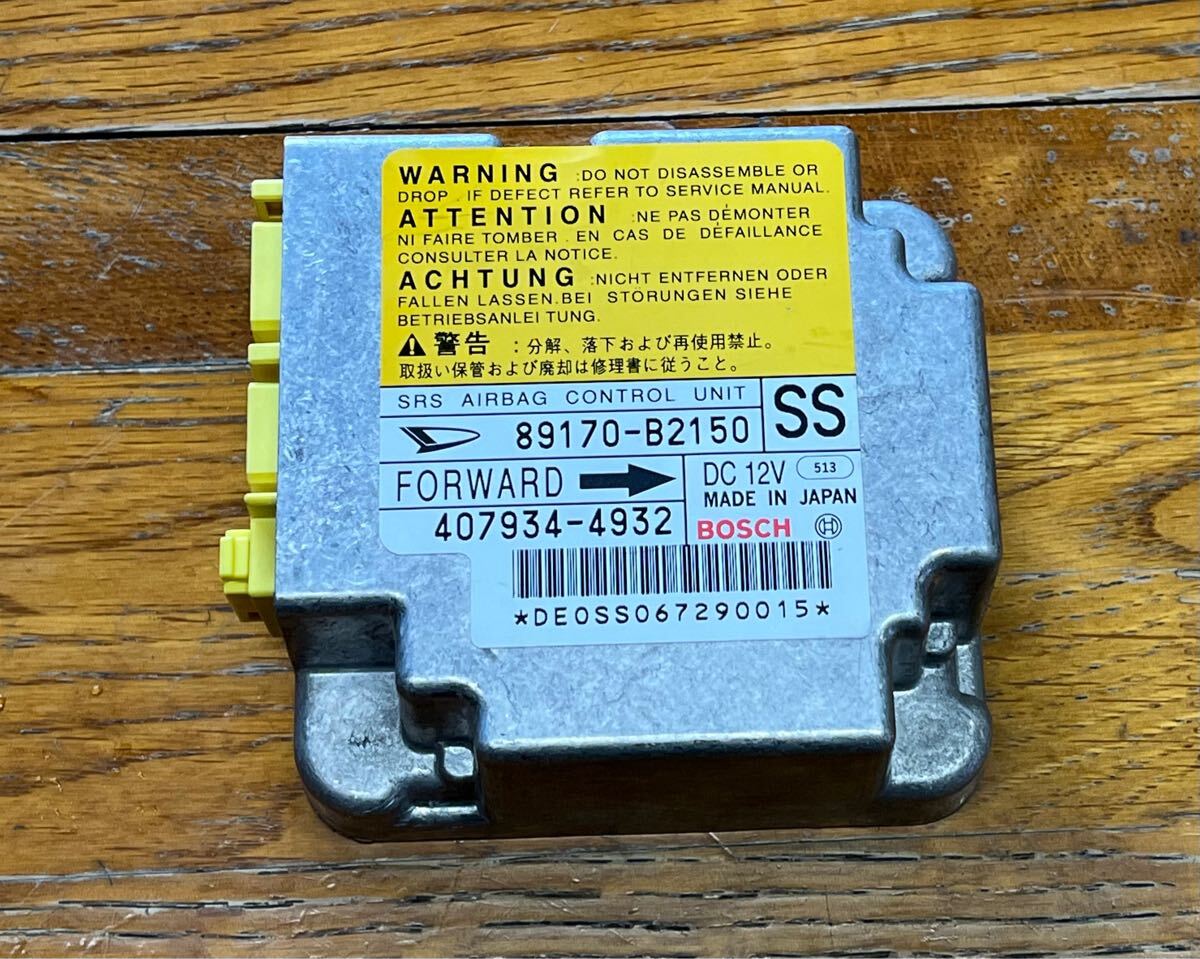 WARNING :DO NOT DISASSEMBLE OR
DROP . IF DEFECT REFER TO SERVICE MANUAL.
ATTENTION :NE PAS DÉMONTER
NI FAIRE TOMBER . EN CAS DE DÉFAILLANCE
CONSULTER LA NOTICE.
ACHTUNG :NICHT ENTFERNEN ODER
FALLEN LASSEN.BEI STÖRUNGEN SIEHE
BETRIEBSANLEI TUNG.
警告 :分解、落下および再使用禁止。
取扱い保管および廃却は修理書に従うこと。
SRS AIRBAG CONTROL UNIT
89170-B2150
SS
FORWARD
DC 12V 513
MADE IN JAPAN
407934-4932
BOSCH
*DE0SS067290015*